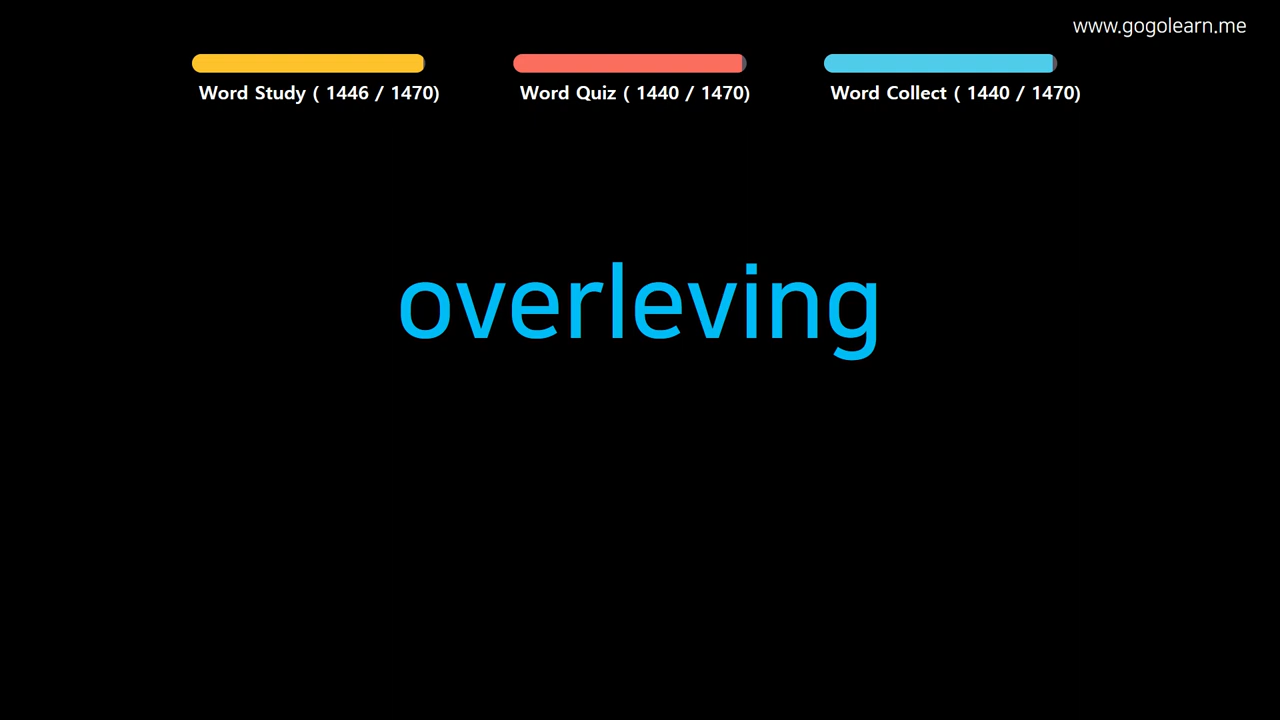 www.gogolearn.me
Word Study ( 1446 / 1470)
Word Quiz ( 1440 / 1470)
Word Collect ( 1440 / 1470)
overleving